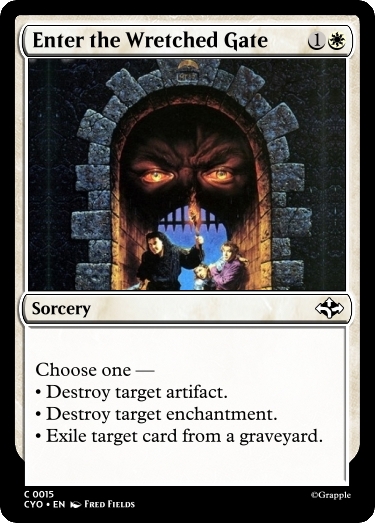 Enter the Wretched Gate 1
Sorcery
Choose one —
• Destroy target artifact.
• Destroy target enchantment.
• Exile target card from a graveyard.
C 0015
CYO • EN Fred Fields
©Grapple